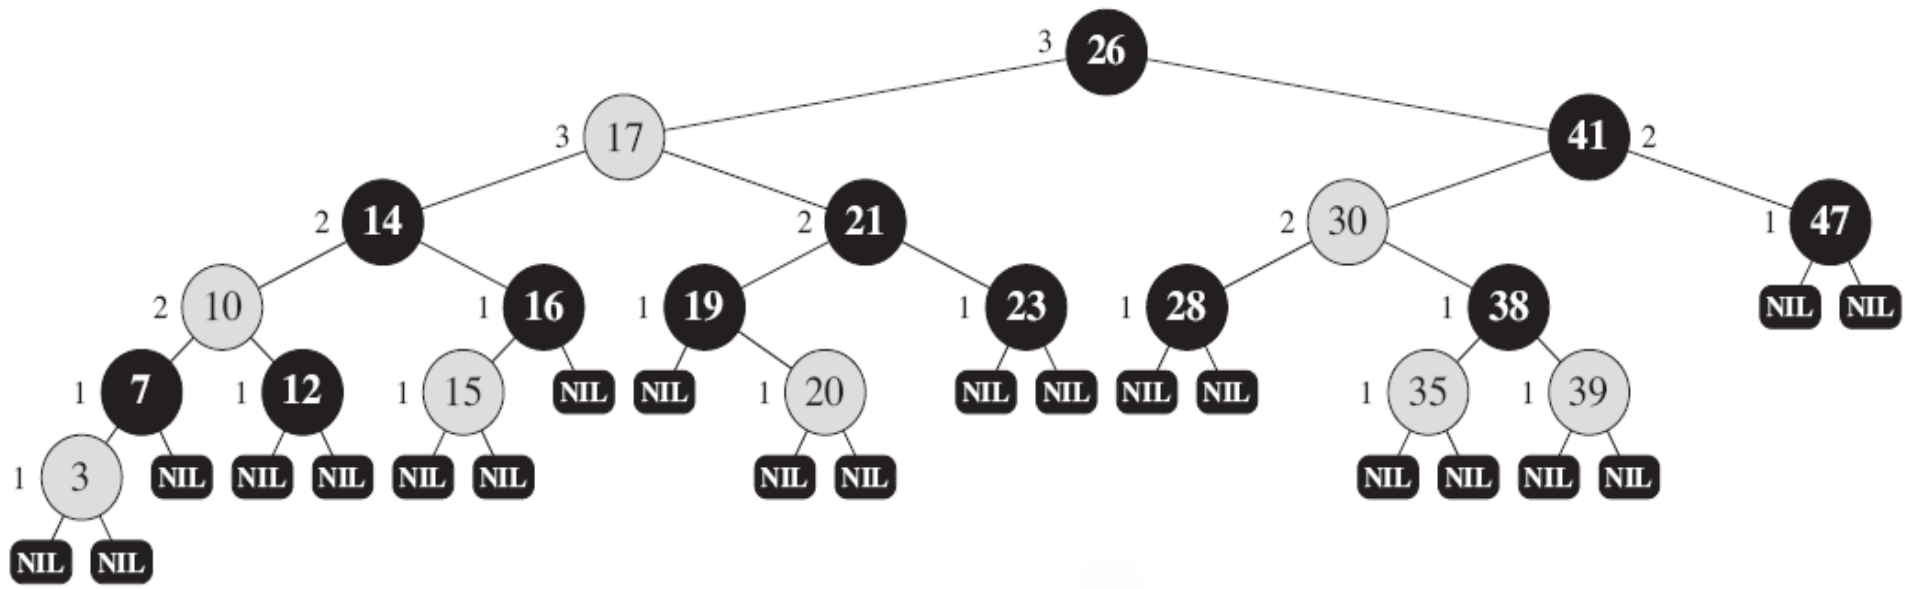 3 26
3 17 41 2
2 14 2 21 2 30 1 47
2 10 1 16 1 19 1 23 1 28 1 38 NIL NIL
1 7 1 12 1 15 NIL NIL 1 20 NIL NIL NIL NIL 1 35 1 39
1 3 NIL NIL NIL NIL NIL NIL NIL NIL NIL NIL NIL
NIL NIL